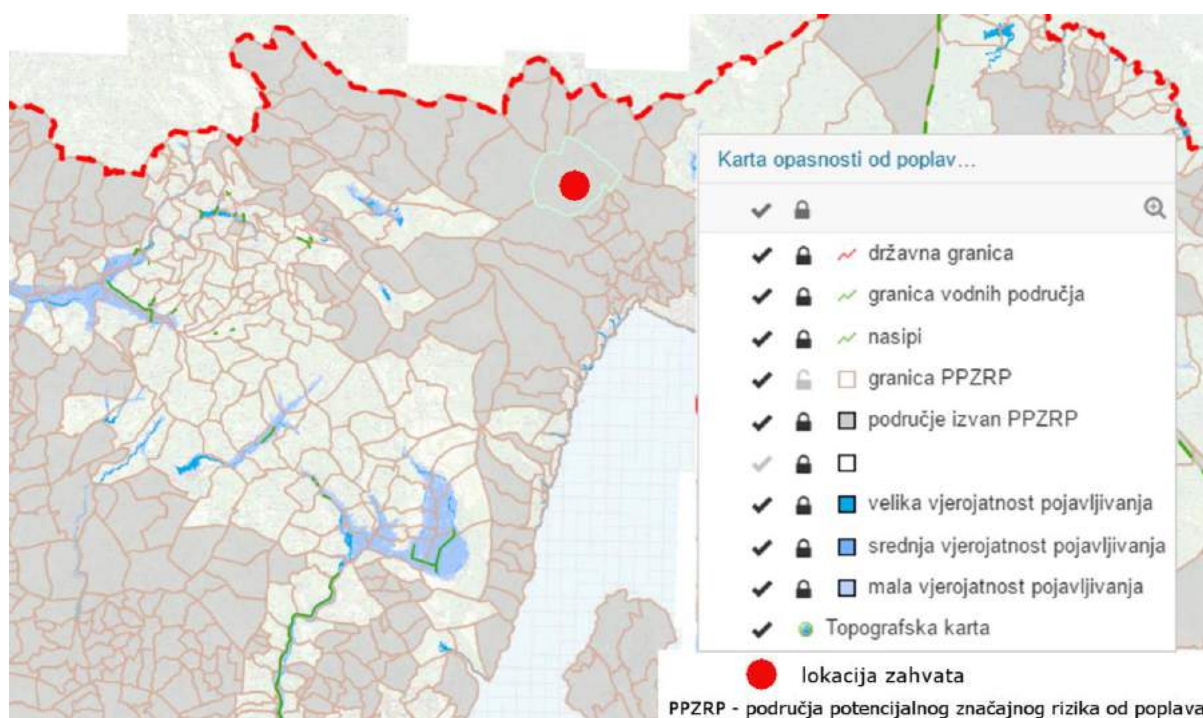 Karta opasnosti od poplav…
državna granica
granica vodnih područja
nasipi
granica PPZRP
područje izvan PPZRP
velika vjerojatnost pojavljivanja
srednja vjerojatnost pojavljivanja
mala vjerojatnost pojavljivanja
Topografska karta
lokacija zahvata
PPZRP - područja potencijalnog značajnog rizika od poplava